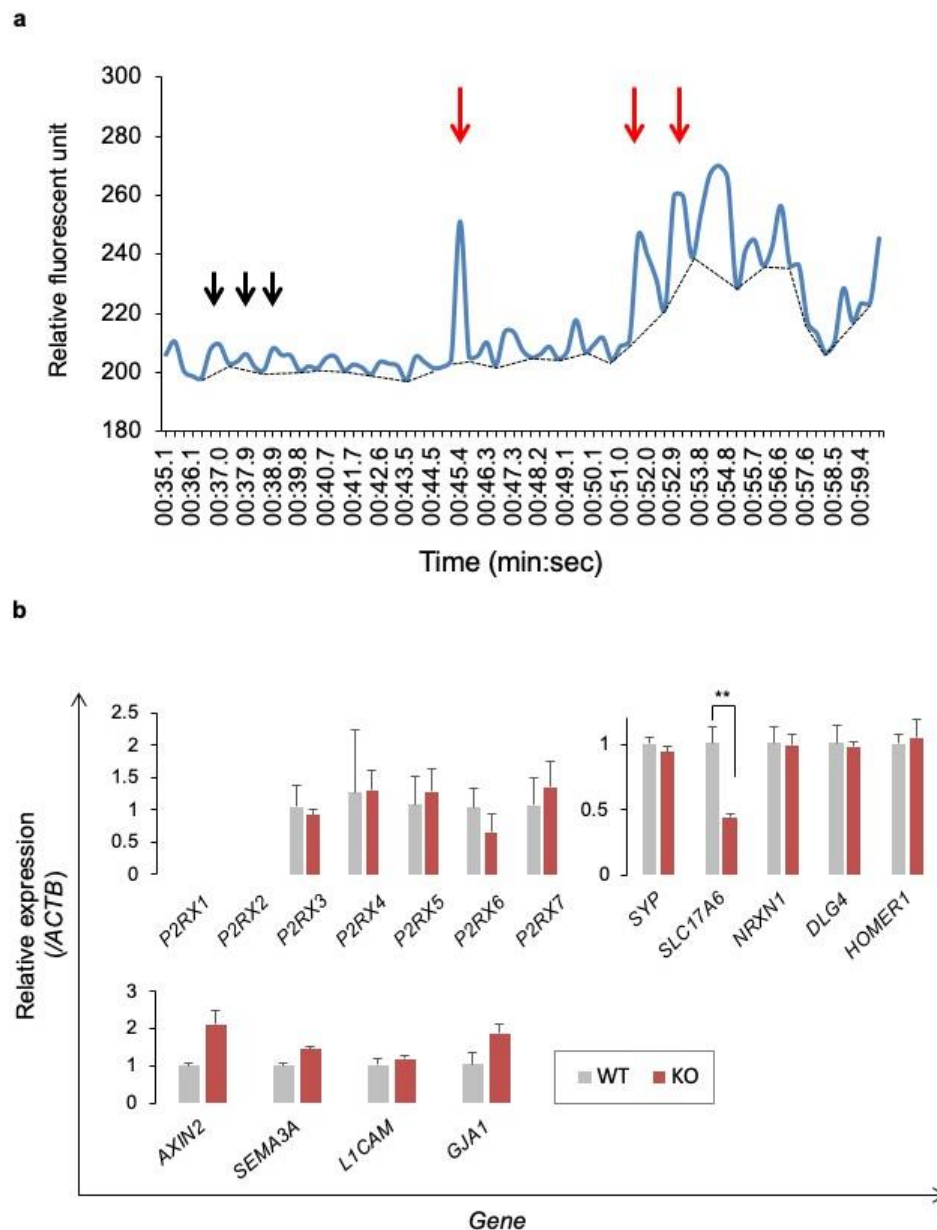 a
Relative fluorescent unit
300
280
260
240
220
200
180
00:35.1
00:36.1
00:37.0
00:37.9
00:38.9
00:39.8
00:40.7
00:41.7
00:42.6
00:43.5
00:44.5
00:45.4
00:46.3
00:47.3
00:48.2
00:49.1
00:50.1
00:51.0
00:52.0
00:52.9
00:53.8
00:54.8
00:55.7
00:56.6
00:57.6
00:58.5
00:59.4
Time (min:sec)
b
Relative expression
(/ACTB)
2.5
2
1.5
1
0.5
0
P2RX1
P2RX2
P2RX3
P2RX4
P2RX5
P2RX6
P2RX7
**
1
0.5
0
SYP
SLC17A6
NRXN1
DLG4
HOMER1
3
2
1
0
AXIN2
SEMA3A
L1CAM
GJA1
WT KO
Gene